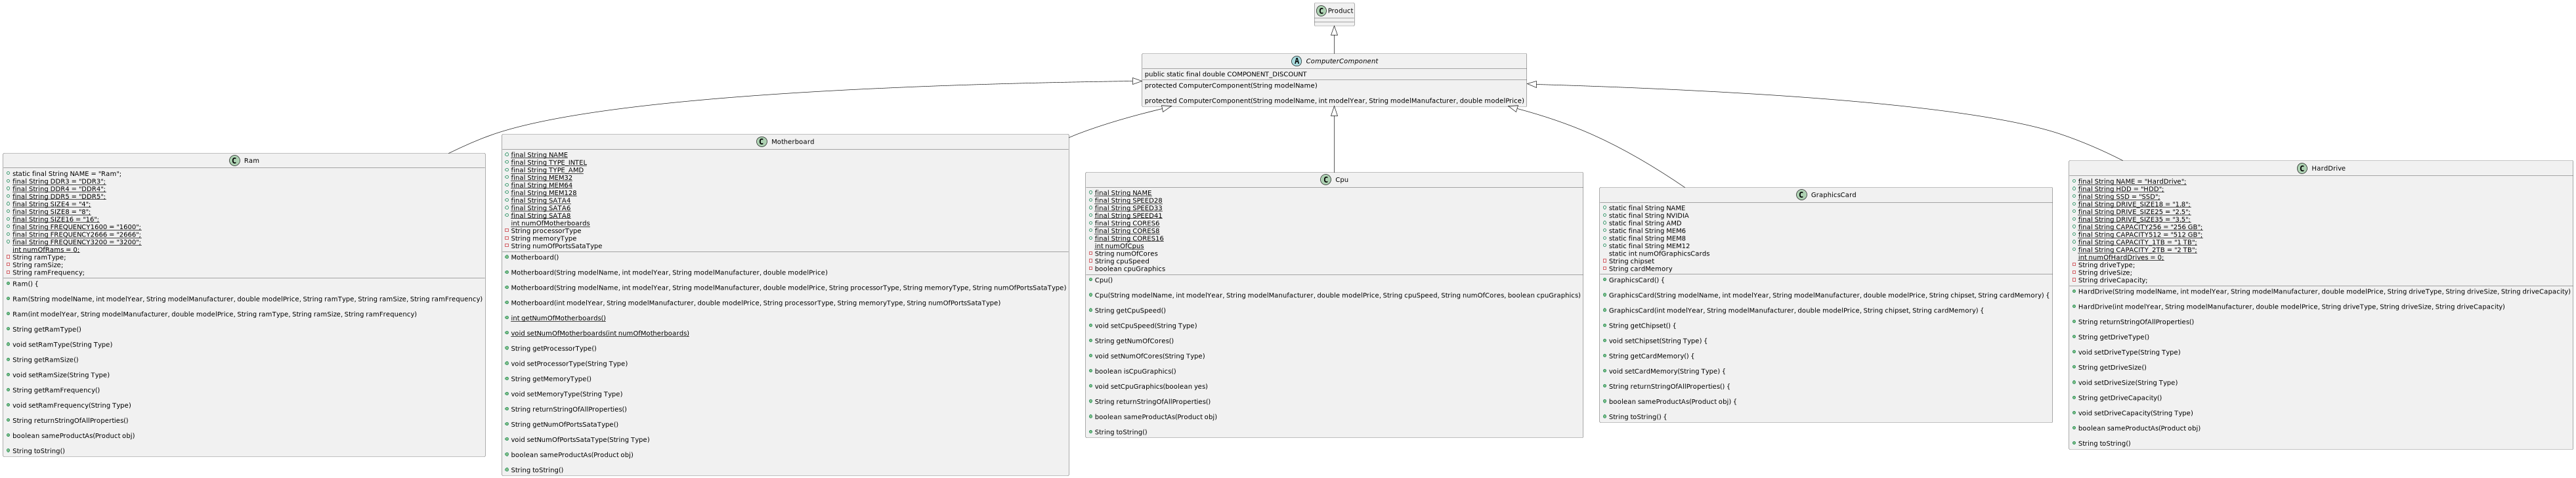 Product
ComputerComponent
public static final double COMPONENT_DISCOUNT
protected ComputerComponent(String modelName)
protected ComputerComponent(String modelName, int modelYear, String modelManufacturer, double modelPrice)
Ram
static final String NAME = "Ram";
final String DDR3 = "DDR3";
final String DDR4 = "DDR4";
final String DDR5 = "DDR5";
final String SIZE4 = "4";
final String SIZE8 = "8";
final String SIZE16 = "16";
final String FREQUENCY1600 = "1600";
final String FREQUENCY2666 = "2666";
final String FREQUENCY3200 = "3200";
int numOfRams = 0;
String ramType;
String ramSize;
String ramFrequency;
Ram() {
Ram(String modelName, int modelYear, String modelManufacturer, double modelPrice, String ramType, String ramSize, String ramFrequency)
Ram(int modelYear, String modelManufacturer, double modelPrice, String ramType, String ramSize, String ramFrequency)
String getRamType()
void setRamType(String Type)
String getRamSize()
void setRamSize(String Type)
String getRamFrequency()
void setRamFrequency(String Type)
String returnStringOfAllProperties()
boolean sameProductAs(Product obj)
String toString()
Motherboard
final String NAME
final String TYPE_INTEL
final String TYPE_AMD
final String MEM32
final String MEM64
final String MEM128
final String SATA4
final String SATA6
final String SATA8
int numOfMotherboards
String processorType
String memoryType
String numOfPortsSataType
Motherboard()
Motherboard(String modelName, int modelYear, String modelManufacturer, double modelPrice)
Motherboard(String modelName, int modelYear, String modelManufacturer, double modelPrice, String processorType, String memoryType, String numOfPortsSataType)
Motherboard(int modelYear, String modelManufacturer, double modelPrice, String processorType, String memoryType, String numOfPortsSataType)
int getNumOfMotherboards()
void setNumOfMotherboards(int numOfMotherboards)
String getProcessorType()
void setProcessorType(String Type)
String getMemoryType()
void setMemoryType(String Type)
String returnStringOfAllProperties()
String getNumOfPortsSataType()
void setNumOfPortsSataType(String Type)
boolean sameProductAs(Product obj)
String toString()
Cpu
final String NAME
final String SPEED28
final String SPEED33
final String SPEED41
final String CORES6
final String CORES8
final String CORES16
int numOfCpus
String numOfCores
String cpuSpeed
boolean cpuGraphics
Cpu()
Cpu(String modelName, int modelYear, String modelManufacturer, double modelPrice, String cpuSpeed, String numOfCores, boolean cpuGraphics)
String getCpuSpeed()
void setCpuSpeed(String Type)
String getNumOfCores()
void setNumOfCores(String Type)
boolean isCpuGraphics()
void setCpuGraphics(boolean yes)
String returnStringOfAllProperties()
boolean sameProductAs(Product obj)
String toString()
GraphicsCard
static final String NAME
static final String NVIDIA
static final String AMD
static final String MEM6
static final String MEM8
static final String MEM12
static int numOfGraphicsCards
String chipset
String cardMemory
GraphicsCard() {
GraphicsCard(String modelName, int modelYear, String modelManufacturer, double modelPrice, String chipset, String cardMemory) {
GraphicsCard(int modelYear, String modelManufacturer, double modelPrice, String chipset, String cardMemory) {
String getChipset() {
void setChipset(String Type) {
String getCardMemory() {
void setCardMemory(String Type) {
String returnStringOfAllProperties() {
boolean sameProductAs(Product obj) {
String toString() {
HardDrive
final String NAME = "HardDrive";
final String HDD = "HDD";
final String SSD = "SSD";
final String DRIVE_SIZE18 = "1.8";
final String DRIVE_SIZE25 = "2.5";
final String DRIVE_SIZE35 = "3.5";
final String CAPACITY256 = "256 GB";
final String CAPACITY512 = "512 GB";
final String CAPACITY_1TB = "1 TB";
final String CAPACITY_2TB = "2 TB";
int numOfHardDrives = 0;
String driveType;
String driveSize;
String driveCapacity;
HardDrive(String modelName, int modelYear, String modelManufacturer, double modelPrice, String driveType, String driveSize, String driveCapacity)
HardDrive(int modelYear, String modelManufacturer, double modelPrice, String driveType, String driveSize, String driveCapacity)
String returnStringOfAllProperties()
String getDriveType()
void setDriveType(String Type)
String getDriveSize()
void setDriveSize(String Type)
String getDriveCapacity()
void setDriveCapacity(String Type)
boolean sameProductAs(Product obj)
String toString()